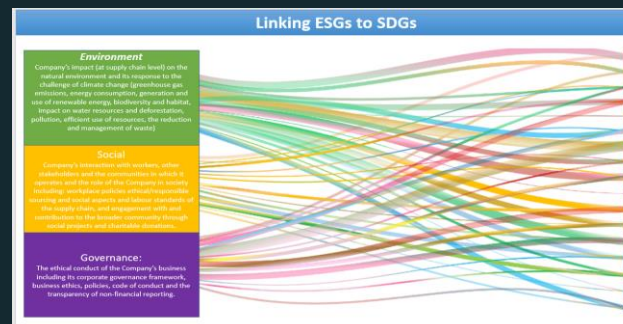 Linking ESGs to SDGs
Environment
Company's impact (at supply chain level) on the
natural environment and its response to the
challenge of climate change (greenhouse gas
emissions, energy consumption, generation and
use of renewable energy, biodiversity and habitat,
impact on water resources and deforestation,
pollution, efficient use of resources, the reduction
and management of waste)
Social
Company's interaction with workers, other
stakeholders and the communities in which it
operates and the role of the Company in society
including: workplace policies ethical/responsible
sourcing and social aspects and labour standards of
the supply chain, and engagement with and
contribution to the broader community through
social projects and charitable donations.
Governance:
The ethical conduct of the Company's business
including its corporate governance framework,
business ethics, policies, code of conduct and the
transparency of non-financial reporting.